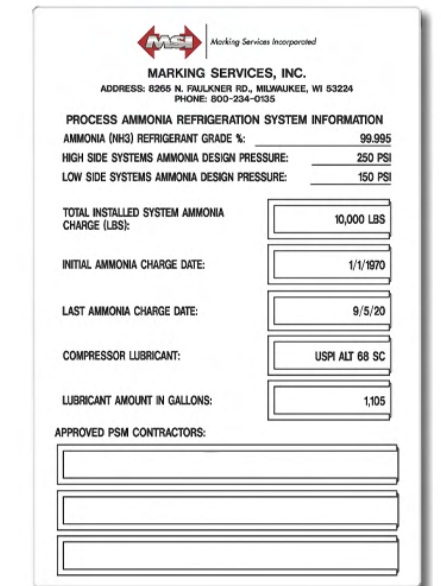 MSI Marking Services Incorporated
MARKING SERVICES, INC.
ADDRESS: 8265 N. FAULKNER RD., MILWAUKEE, WI 53224
PHONE: 800-234-0135
PROCESS AMMONIA REFRIGERATION SYSTEM INFORMATION
AMMONIA (NH3) REFRIGERANT GRADE %: 99.995
HIGH SIDE SYSTEMS AMMONIA DESIGN PRESSURE: 250 PSI
LOW SIDE SYSTEMS AMMONIA DESIGN PRESSURE: 150 PSI
TOTAL INSTALLED SYSTEM AMMONIA
CHARGE (LBS): 10,000 LBS
INITIAL AMMONIA CHARGE DATE: 1/1/1970
LAST AMMONIA CHARGE DATE: 9/5/20
COMPRESSOR LUBRICANT: USPI ALT 68 SC
LUBRICANT AMOUNT IN GALLONS: 1,105
APPROVED PSM CONTRACTORS: